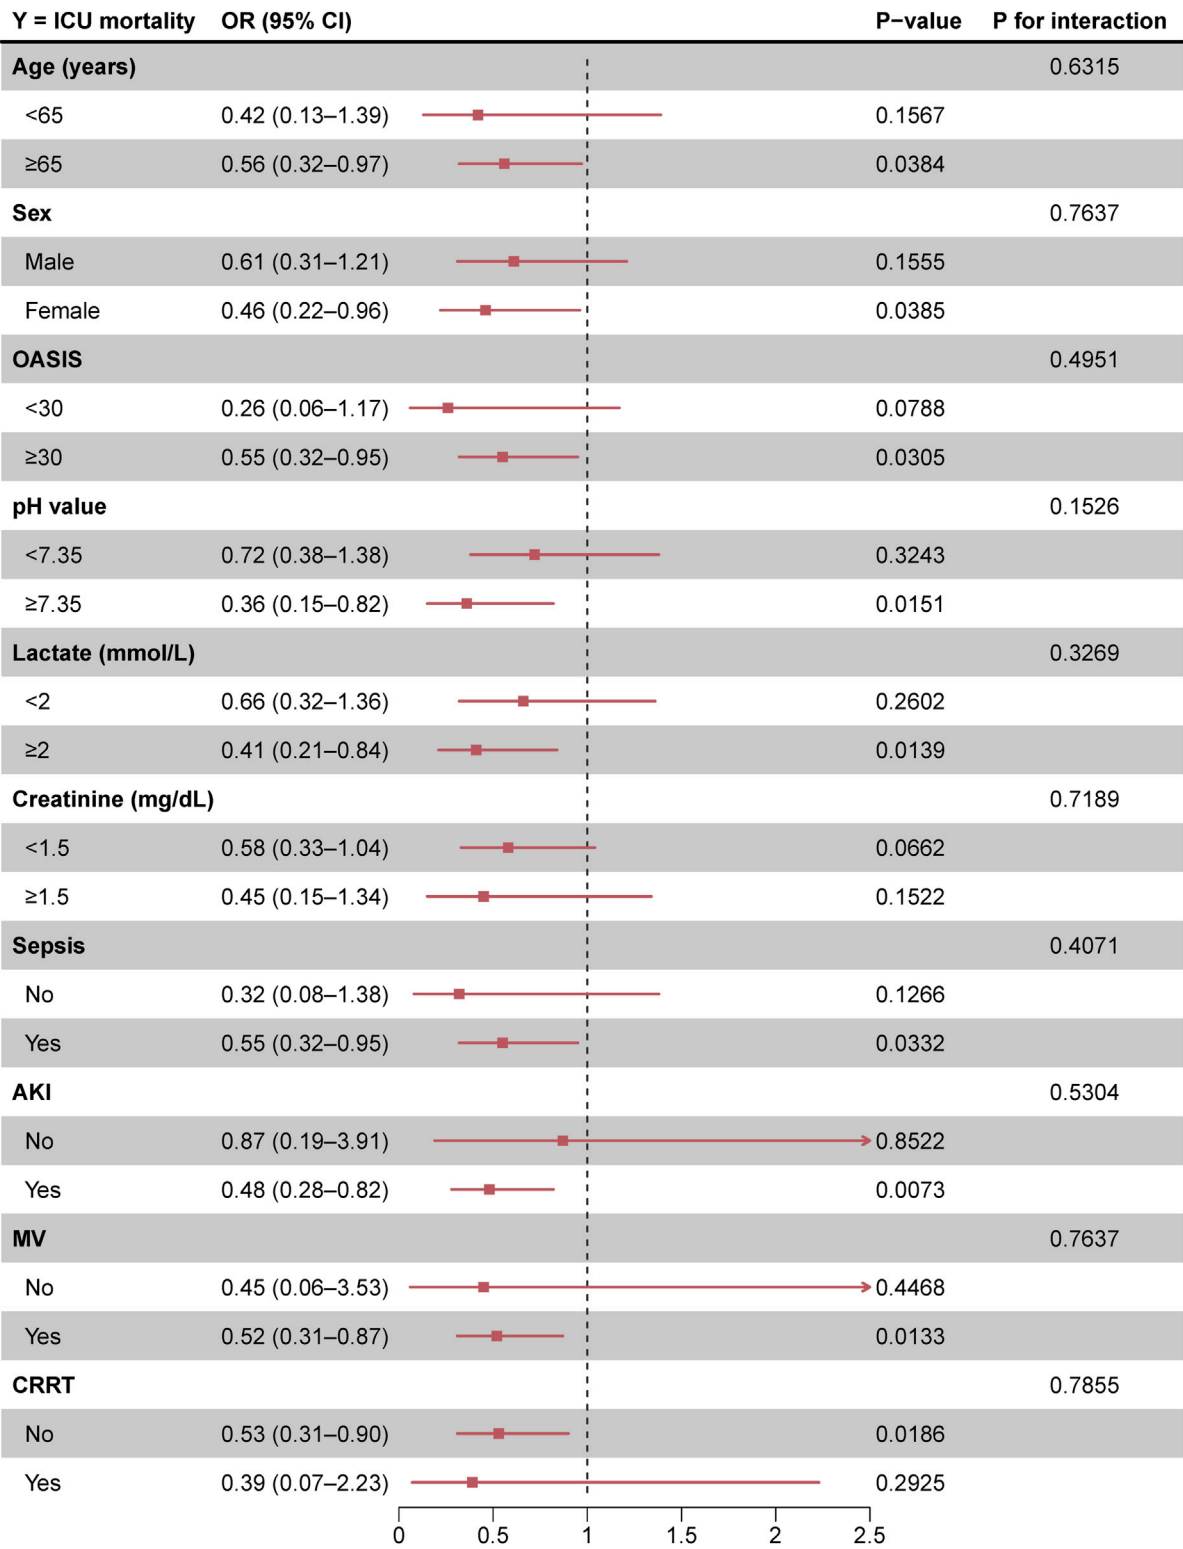 Y = ICU mortality OR (95% CI) P−value P for interaction
Age (years) 0.6315
<65 0.42 (0.13–1.39) 0.1567
≥65 0.56 (0.32–0.97) 0.0384
Sex 0.7637
Male 0.61 (0.31–1.21) 0.1555
Female 0.46 (0.22–0.96) 0.0385
OASIS 0.4951
<30 0.26 (0.06–1.17) 0.0788
≥30 0.55 (0.32–0.95) 0.0305
pH value 0.1526
<7.35 0.72 (0.38–1.38) 0.3243
≥7.35 0.36 (0.15–0.82) 0.0151
Lactate (mmol/L) 0.3269
<2 0.66 (0.32–1.36) 0.2602
≥2 0.41 (0.21–0.84) 0.0139
Creatinine (mg/dL) 0.7189
<1.5 0.58 (0.33–1.04) 0.0662
≥1.5 0.45 (0.15–1.34) 0.1522
Sepsis 0.4071
No 0.32 (0.08–1.38) 0.1266
Yes 0.55 (0.32–0.95) 0.0332
AKI 0.5304
No 0.87 (0.19–3.91) 0.8522
Yes 0.48 (0.28–0.82) 0.0073
MV 0.7637
No 0.45 (0.06–3.53) 0.4468
Yes 0.52 (0.31–0.87) 0.0133
CRRT 0.7855
No 0.53 (0.31–0.90) 0.0186
Yes 0.39 (0.07–2.23) 0.2925
0 0.5 1 1.5 2 2.5